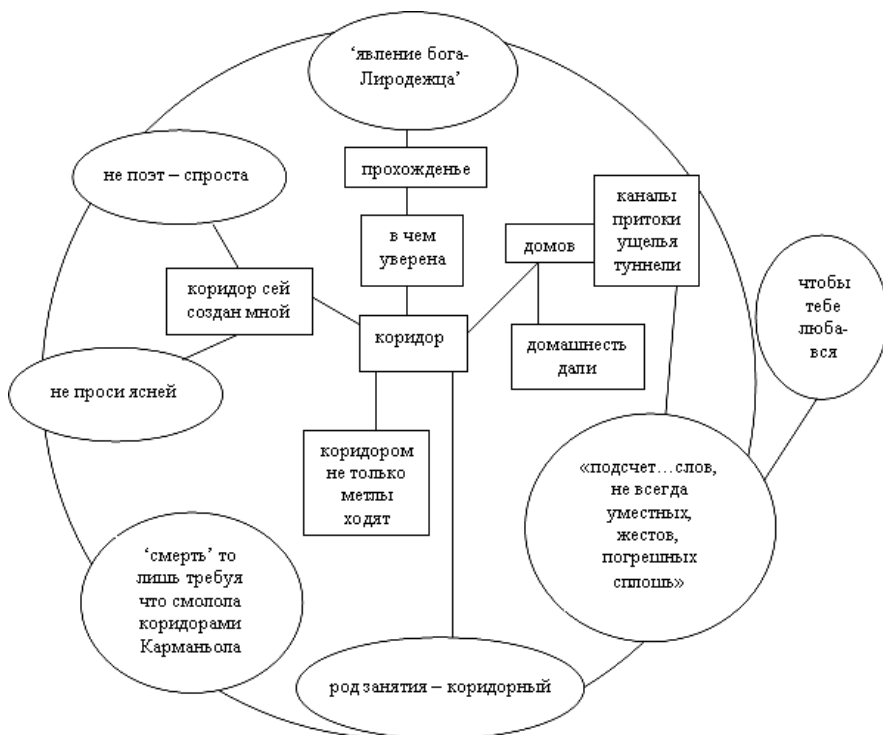 ‘явление бога-
Лиродежца’
не поэт – спроста
прохожденье
каналы
притоки
ущелья
туннели
в чем
уверена
домов
чтобы
тебе
люба-
вся
коридор сей
создан мной
коридор
домашнесть
дали
не проси ясней
коридором
не только
метлы
ходят
«подсчет…слов,
не всегда
уместных,
жестов,
погрешных
сплошь»
‘смерть’ то
лишь требуя
что смолола
коридорами
Карманьола
род занятия – коридорный